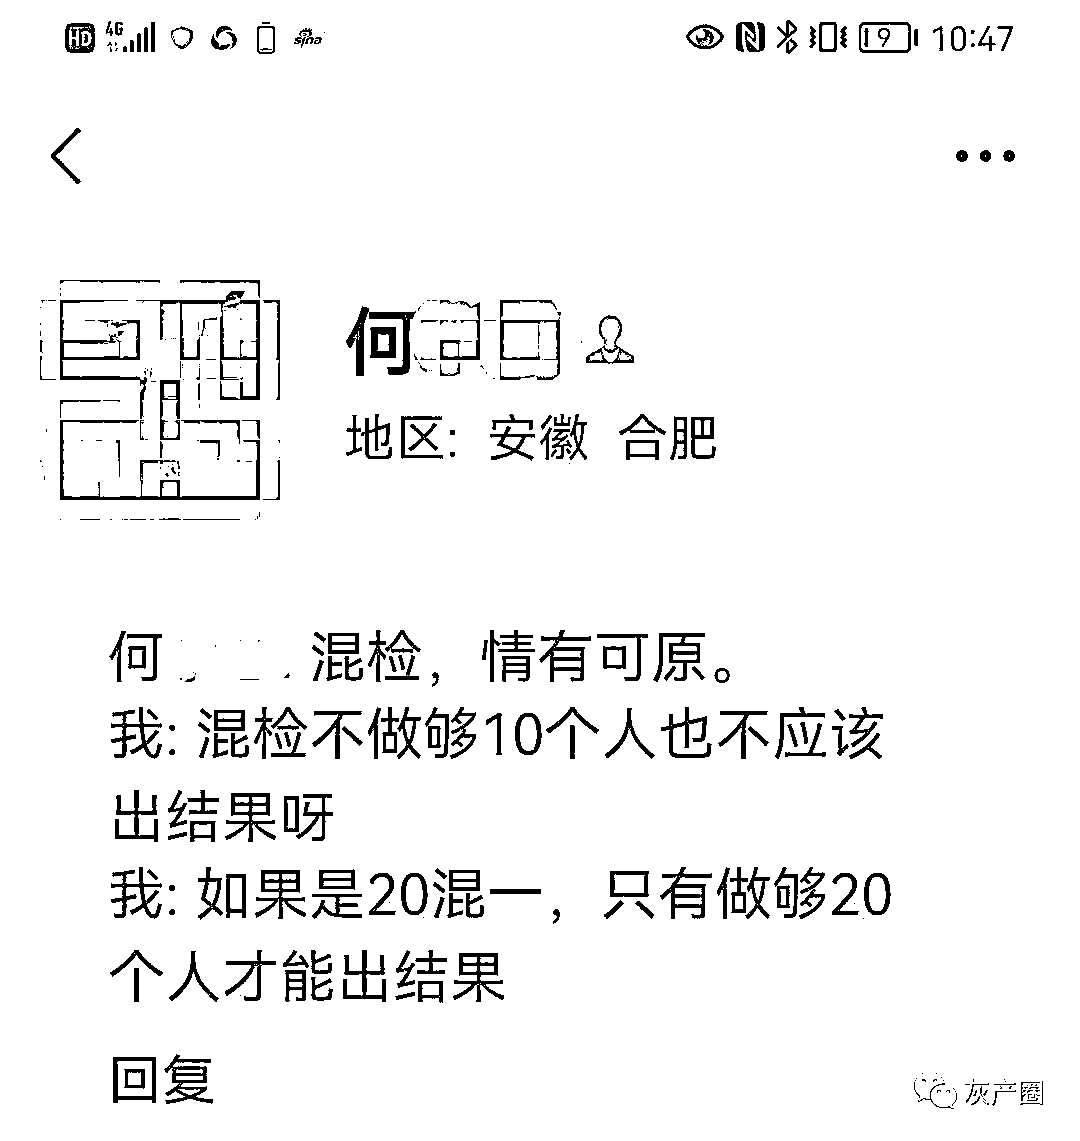 HD 4G sina 19 10:47
何
地区: 安徽 合肥
何 混检，情有可原。
我: 混检不做够10个人也不应该
出结果呀
我: 如果是20混一，只有做够20
个人才能出结果
回复
灰产圈